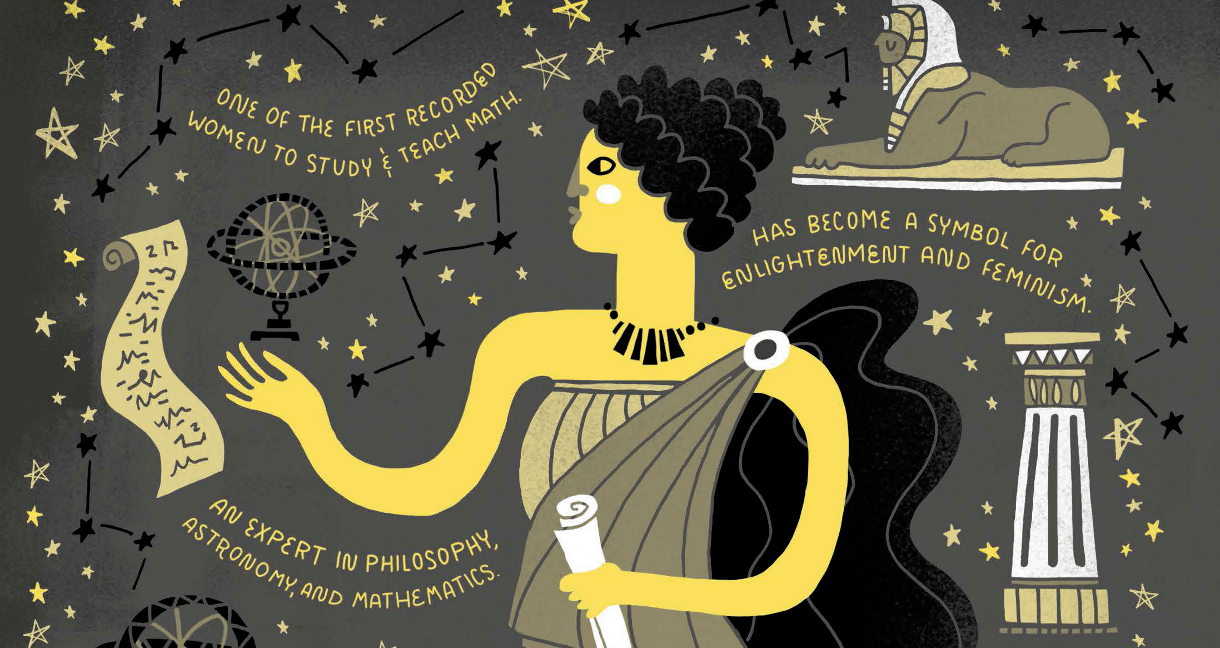 ONE OF THE FIRST RECORDED
WOMEN TO STUDY & TEACH MATH.
HAS BECOME A SYMBOL FOR
ENLIGHTENMENT AND FEMINISM.
AN EXPERT IN PHILOSOPHY,
ASTRONOMY, AND MATHEMATICS.